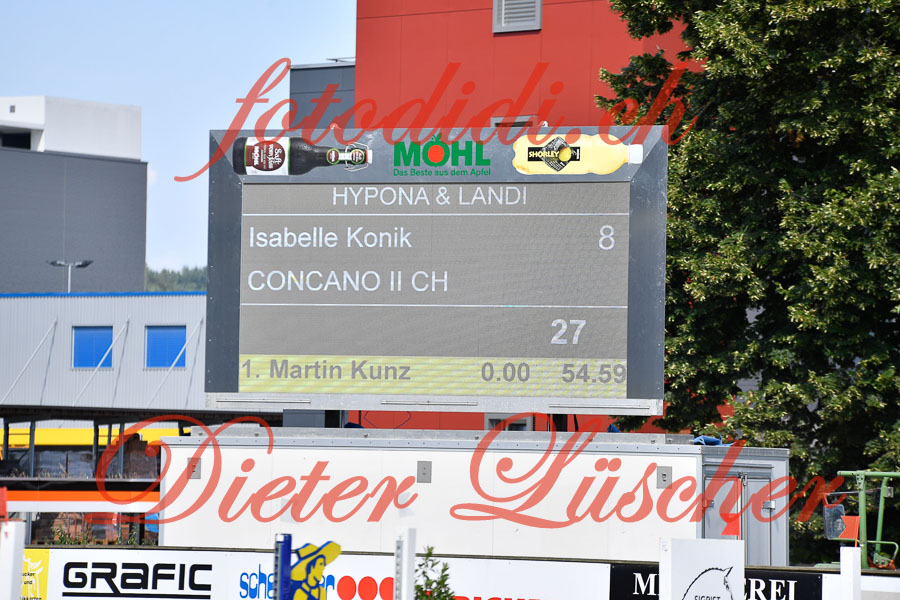 fotodidi.ch
MÖHL
Das Beste aus dem Apfel
SHORLEY
MÖHL
HYPONA & LANDI
Isabelle Konik 8
CONCANO II CH
27
1. Martin Kunz 0.00 54.59
Dieter Lüscher
GRAFIC